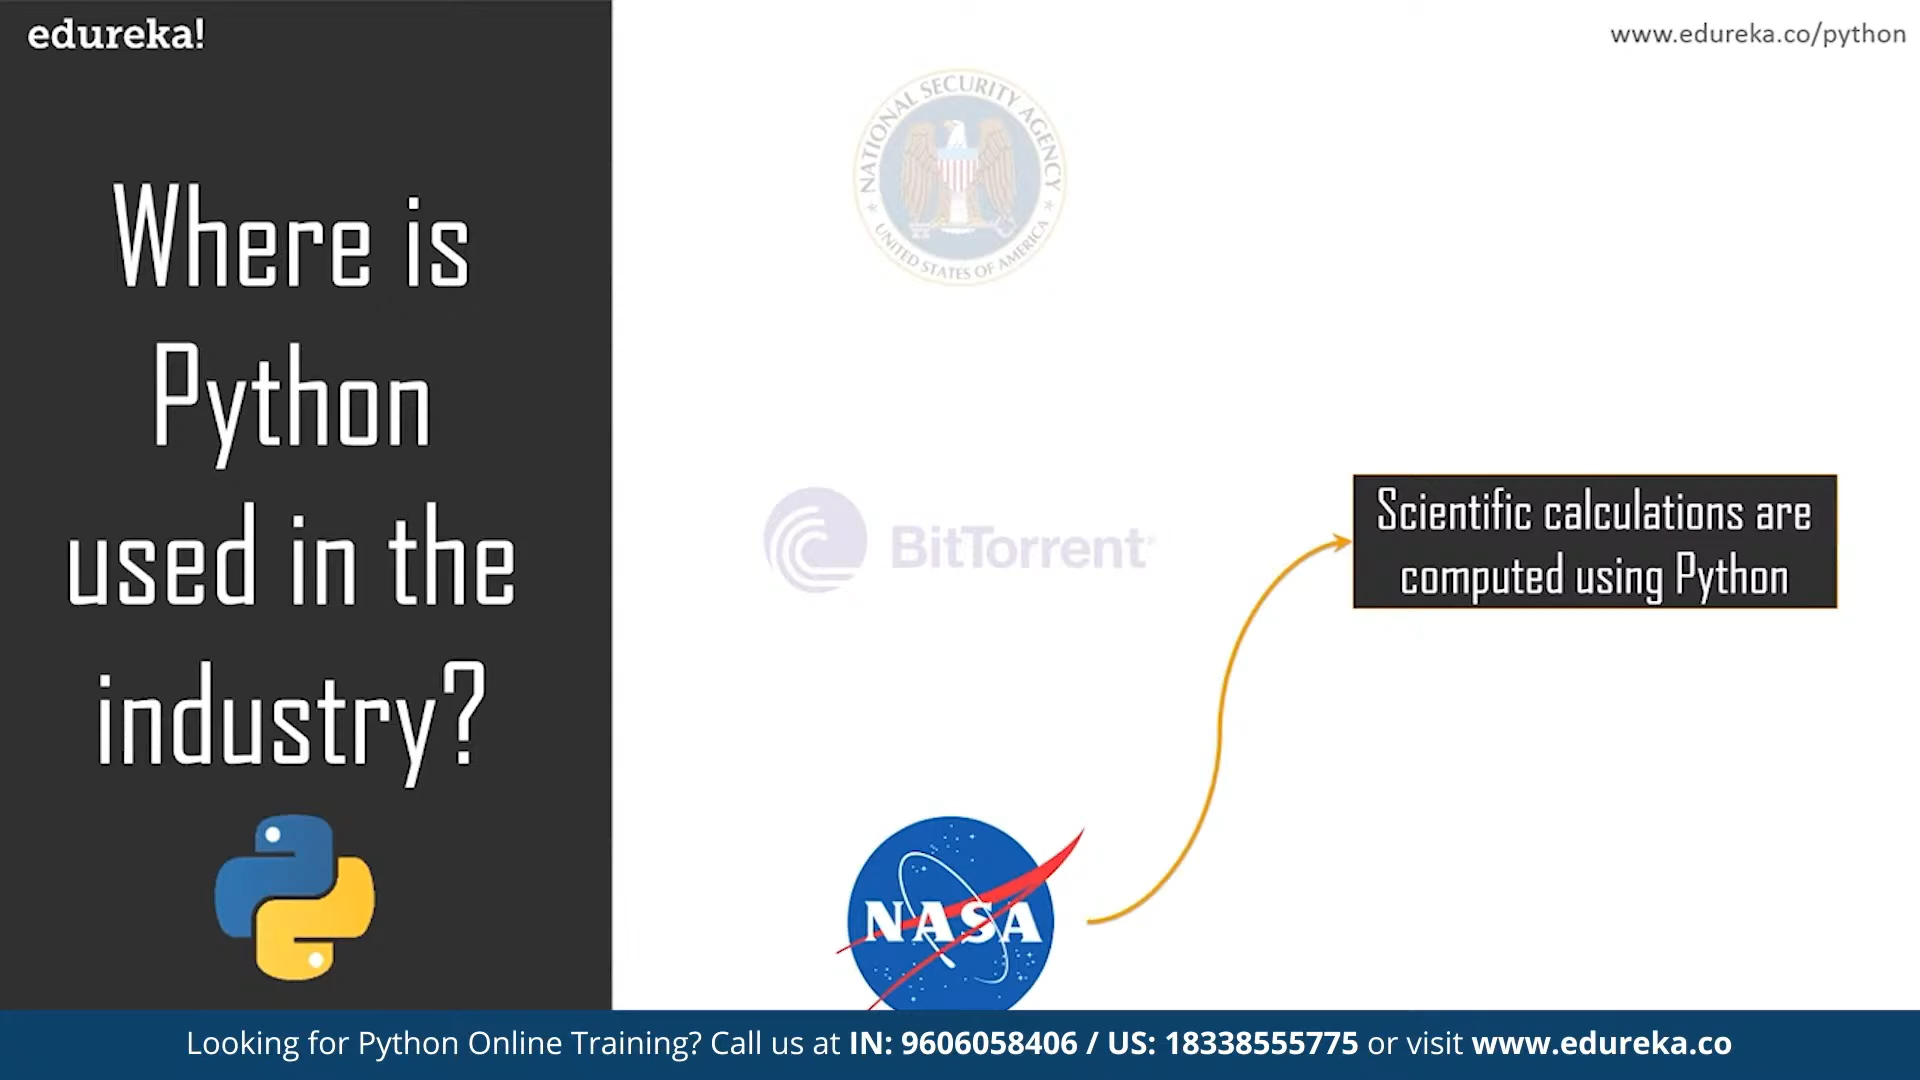 edureka!
www.edureka.co/python
Where is
Python
used in the
industry?
NATIONAL SECURITY AGENCY
UNITED STATES OF AMERICA
BitTorrent
Scientific calculations are
computed using Python
NASA
Looking for Python Online Training? Call us at IN: 9606058406 / US: 18338555775 or visit www.edureka.co